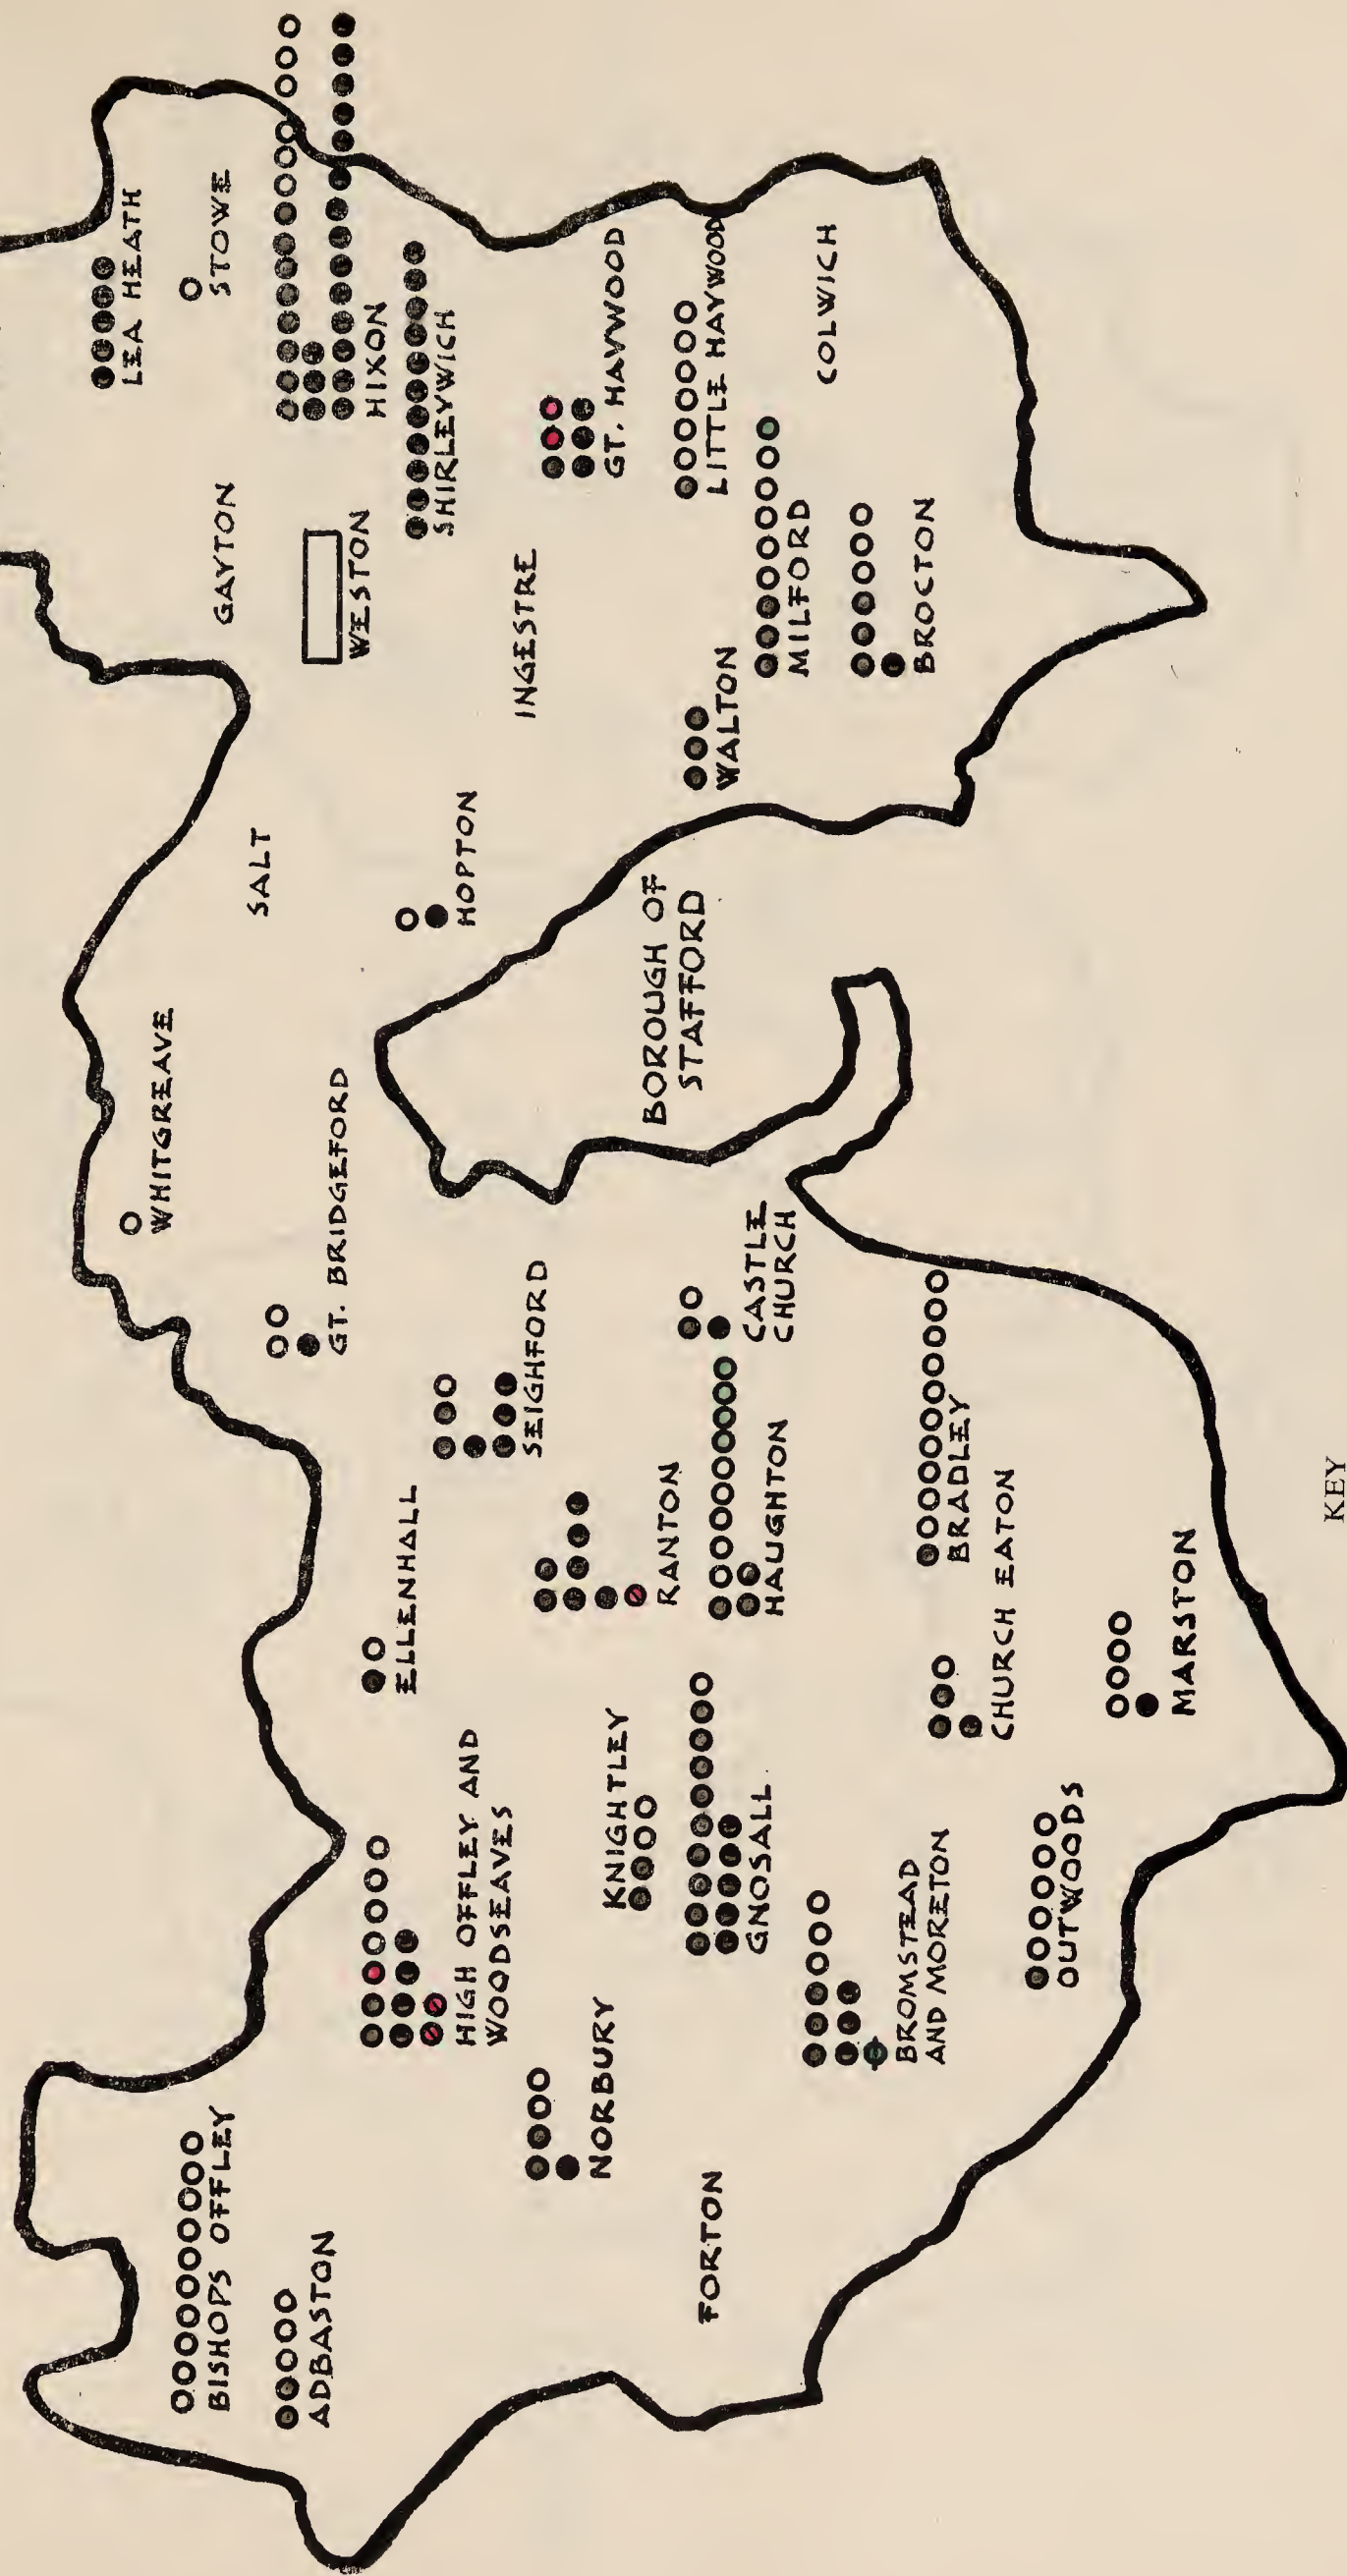 LEA HEATH
STOWE
HIXON
SHIRLEYWICH
GAYTON
WESTON
GT. HAYWOOD
LITTLE HAYWOOD
COLWICH
INGESTRE
MILFORD
BROCTON
WALTON
SALT
HOPTON
BOROUGH OF
STAFFORD
WHITGREAVE
GT. BRIDGEFORD
SEIGHFORD
CASTLE
CHURCH
ELLENHALL
RANTON
HAUGHTON
BRADLEY
CHURCH EATON
MARSTON
HIGH OFFLEY AND
WOODSEAVES
KNIGHTLEY
GNOSALL
BROMSTEAD
AND MORETON
OUTWOODS
NORBURY
BISHOPS OFFLEY
ADBASTON
FORTON
KEY